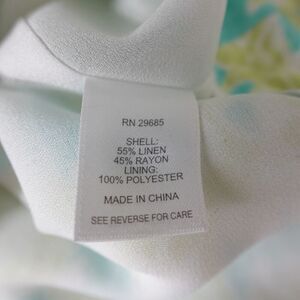 RN 29685
SHELL:
55% LINEN
45% RAYON
LINING:
100% POLYESTER
MADE IN CHINA
SEE REVERSE FOR CARE